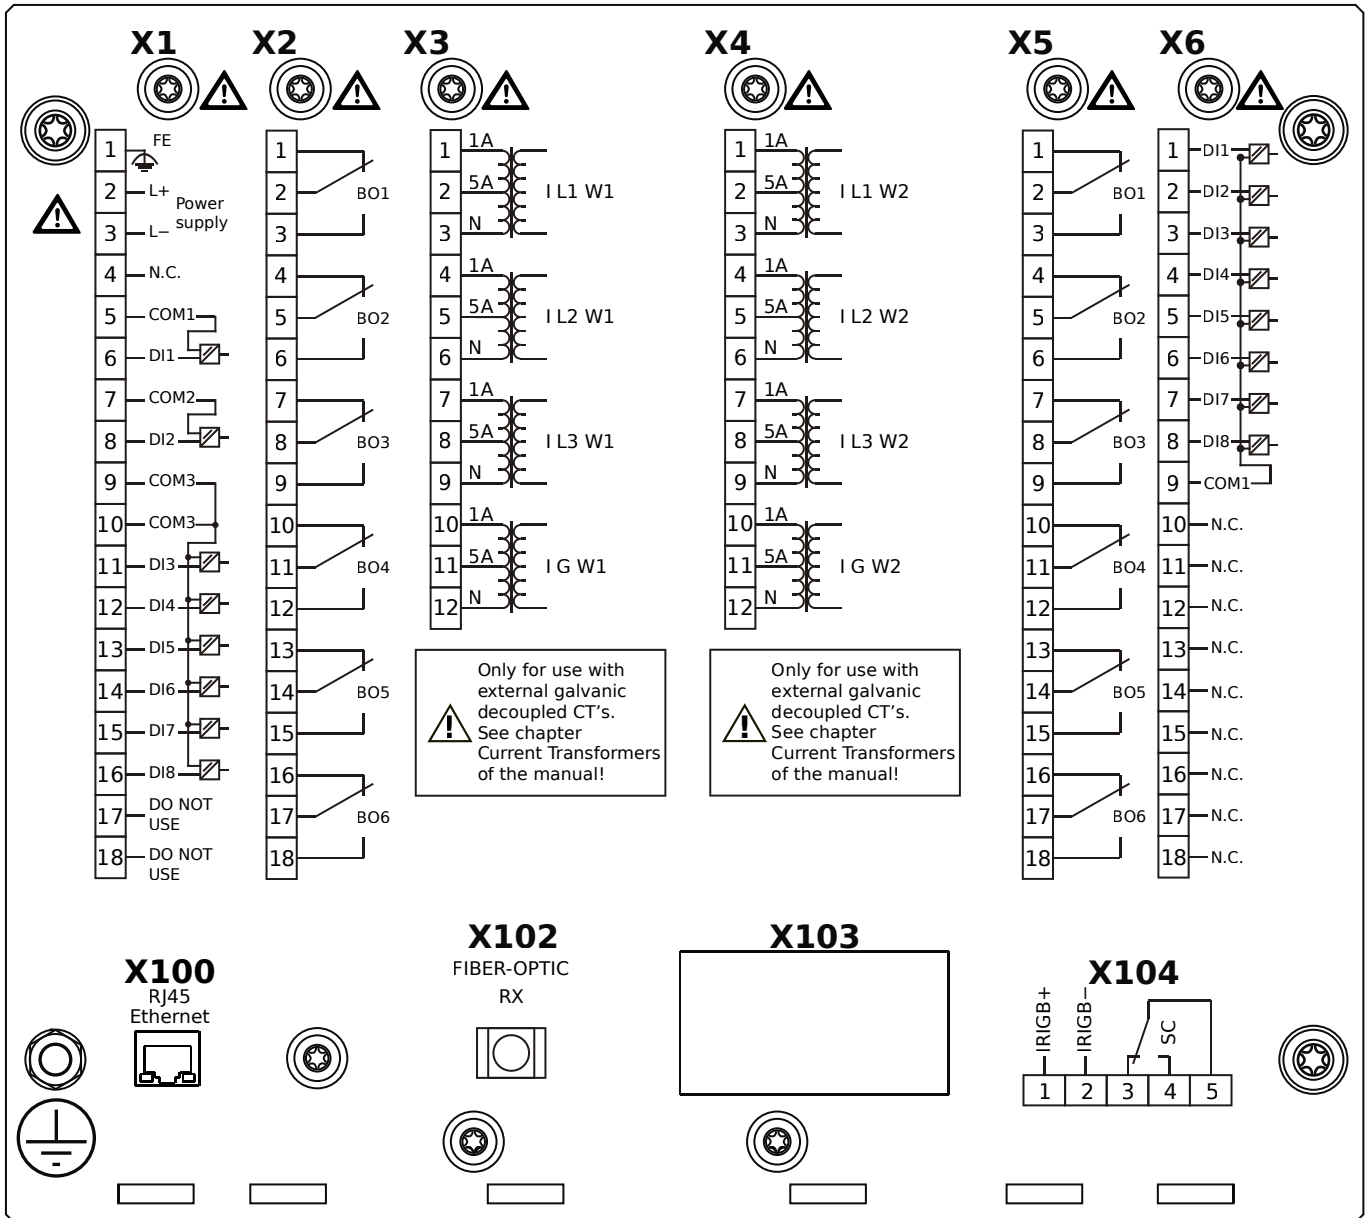 X1
X2
X3
X4
X5
X6
1 FE
2 L+
Power
supply
3 L−
4 N.C.
5 COM1
6 DI1
7 COM2
8 DI2
9 COM3
10 COM3
11 DI3
12 DI4
13 DI5
14 DI6
15 DI7
16 DI8
17 DO NOT
USE
18 DO NOT
USE
1
2 BO1
3
4
5 BO2
6
7
8 BO3
9
10
11 BO4
12
13
14 BO5
15
16
17 BO6
18
1 1A
2 5A I L1 W1
3 N
4 1A
5 5A I L2 W1
6 N
7 1A
8 5A I L3 W1
9 N
10 1A
11 5A I G W1
12 N
Only for use with
external galvanic
decoupled CT's.
See chapter
Current Transformers
of the manual!
1 1A
2 5A I L1 W2
3 N
4 1A
5 5A I L2 W2
6 N
7 1A
8 5A I L3 W2
9 N
10 1A
11 5A I G W2
12 N
Only for use with
external galvanic
decoupled CT's.
See chapter
Current Transformers
of the manual!
1
2 BO1
3
4
5 BO2
6
7
8 BO3
9
10
11 BO4
12
13
14 BO5
15
16
17 BO6
18
1 DI1
2 DI2
3 DI3
4 DI4
5 DI5
6 DI6
7 DI7
8 DI8
9 COM1
10 N.C.
11 N.C.
12 N.C.
13 N.C.
14 N.C.
15 N.C.
16 N.C.
17 N.C.
18 N.C.
X100
RJ45
Ethernet
X102
FIBER-OPTIC
RX
X103
X104
IRIGB+
IRIGB−
SC
1 2 3 4 5